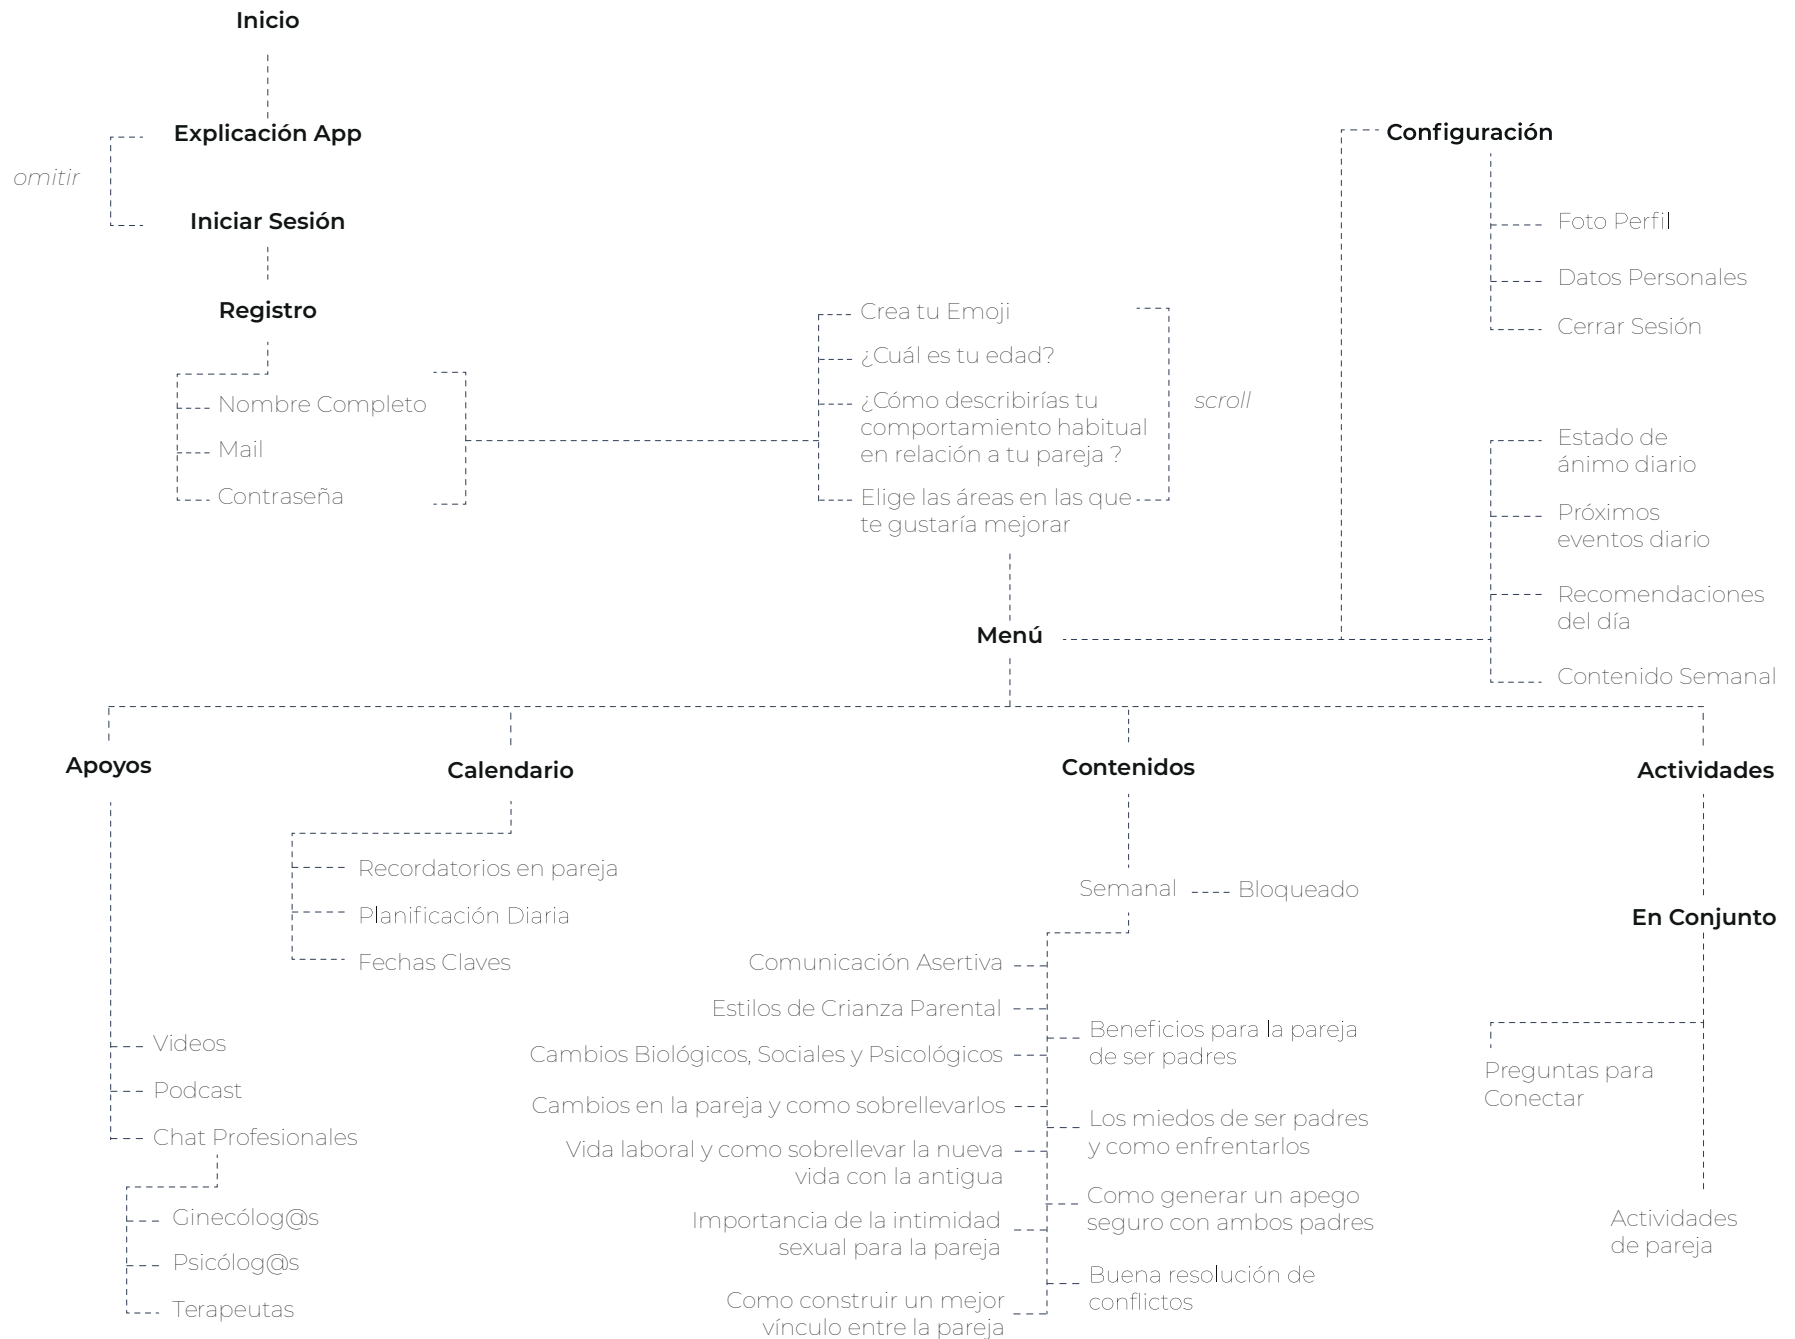 Inicio
Explicación App
omitir
Iniciar Sesión
Registro
Nombre Completo
Mail
Contraseña
Crea tu Emoji
¿Cuál es tu edad?
¿Cómo describirías tu
comportamiento habitual
en relación a tu pareja ?
Elige las áreas en las que
te gustaría mejorar
scroll
Configuración
Foto Perfil
Datos Personales
Cerrar Sesión
Estado de
ánimo diario
Próximos
eventos diario
Recomendaciones
del día
Contenido Semanal
Menú
Apoyos
Videos
Podcast
Chat Profesionales
Ginecólog@s
Psicólog@s
Terapeutas
Calendario
Recordatorios en pareja
Planificación Diaria
Fechas Claves
Contenidos
Semanal
Bloqueado
Comunicación Asertiva
Estilos de Crianza Parental
Cambios Biológicos, Sociales y Psicológicos
Cambios en la pareja y como sobrellevarlos
Vida laboral y como sobrellevar la nueva
vida con la antigua
Importancia de la intimidad
sexual para la pareja
Como construir un mejor
vínculo entre la pareja
Beneficios para la pareja
de ser padres
Los miedos de ser padres
y como enfrentarlos
Como generar un apego
seguro con ambos padres
Buena resolución de
conflictos
Actividades
En Conjunto
Preguntas para
Conectar
Actividades
de pareja